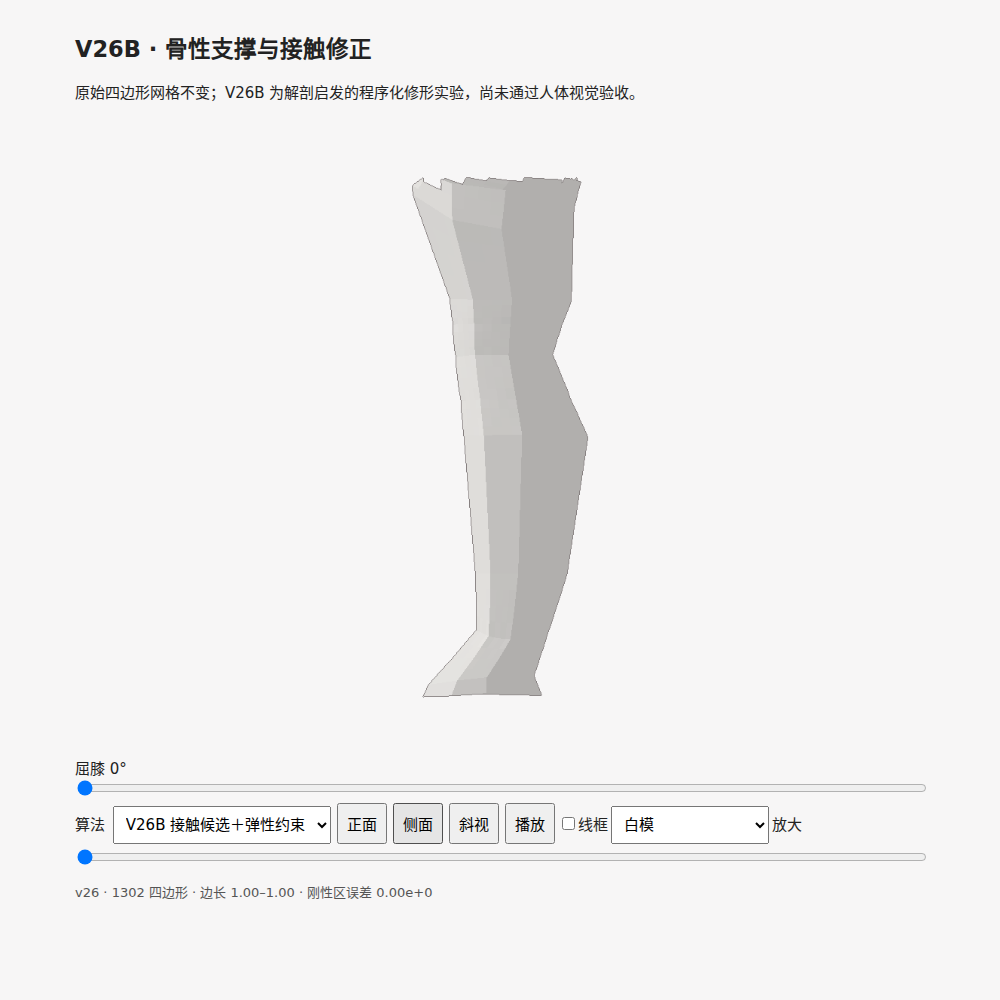 V26B · 骨性支撑与接触修正
原始四边形网格不变；V26B 为解剖启发的程序化修形实验，尚未通过人体视觉验收。
屈膝 0°
算法 V26B 接触候选＋弹性约束 正面 侧面 斜视 播放 线框 白模 放大
v26 · 1302 四边形 · 边长 1.00–1.00 · 刚性区误差 0.00e+0